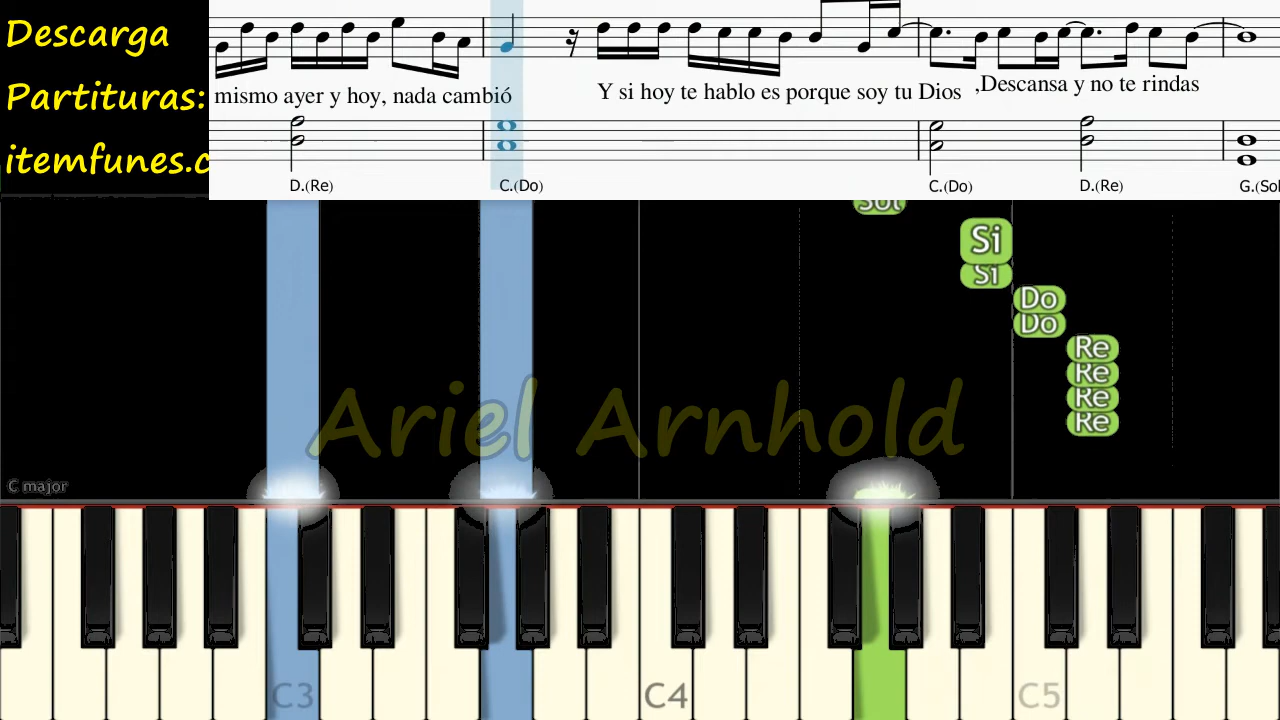 Descarga
Partituras:
itemfunes.c
mismo ayer y hoy, nada cambió
Y si hoy te hablo es porque soy tu Dios
,Descansa y no te rindas
D.(Re)
C.(Do)
C.(Do)
D.(Re)
G.(Sol
Sol
Si
Si
Do
Do
Re
Re
Re
Re
Ariel Arnhold
C major
C3
C4
C5